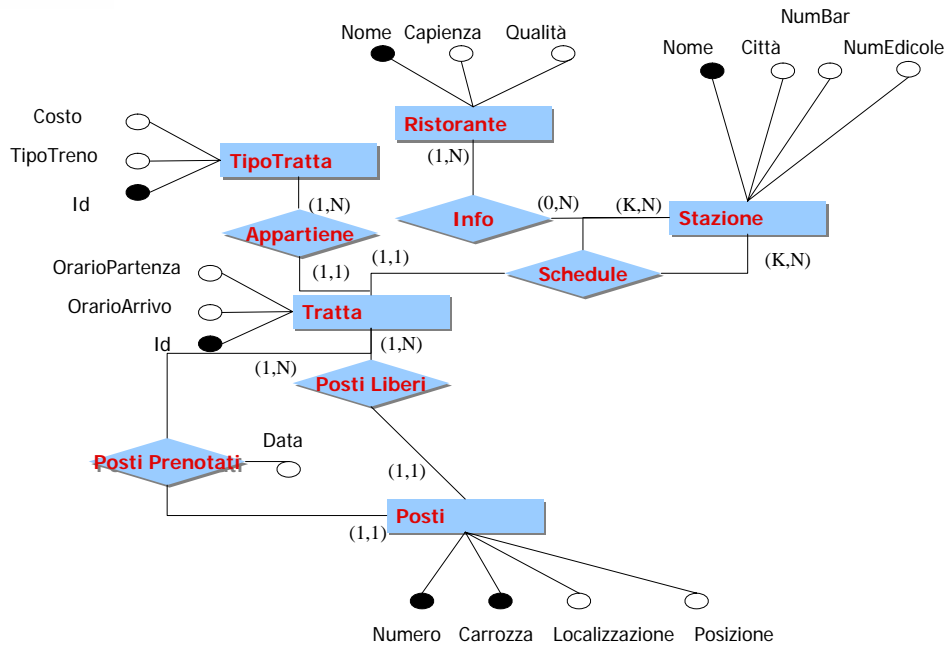 NumBar
Nome Capienza Qualità
Nome Città NumEdicole
Costo
Ristorante
TipoTreno
TipoTratta
(1,N)
Id
(1,N)
(0,N)
(K,N)
Info
Stazione
Appartiene
(1,1)
(1,1)
Schedule
(K,N)
OrarioPartenza
OrarioArrivo
Tratta
Id
(1,N)
(1,N)
Posti Liberi
Data
Posti Prenotati
(1,1)
Posti
(1,1)
Numero Carrozza Localizzazione Posizione